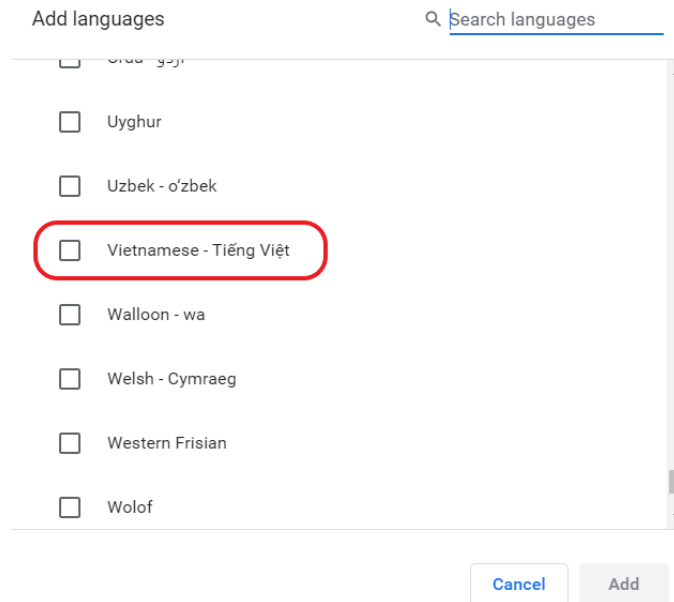 Add languages
Search languages
Uyghur
Uzbek - o‘zbek
Vietnamese - Tiếng Việt
Walloon - wa
Welsh - Cymraeg
Western Frisian
Wolof
Cancel
Add